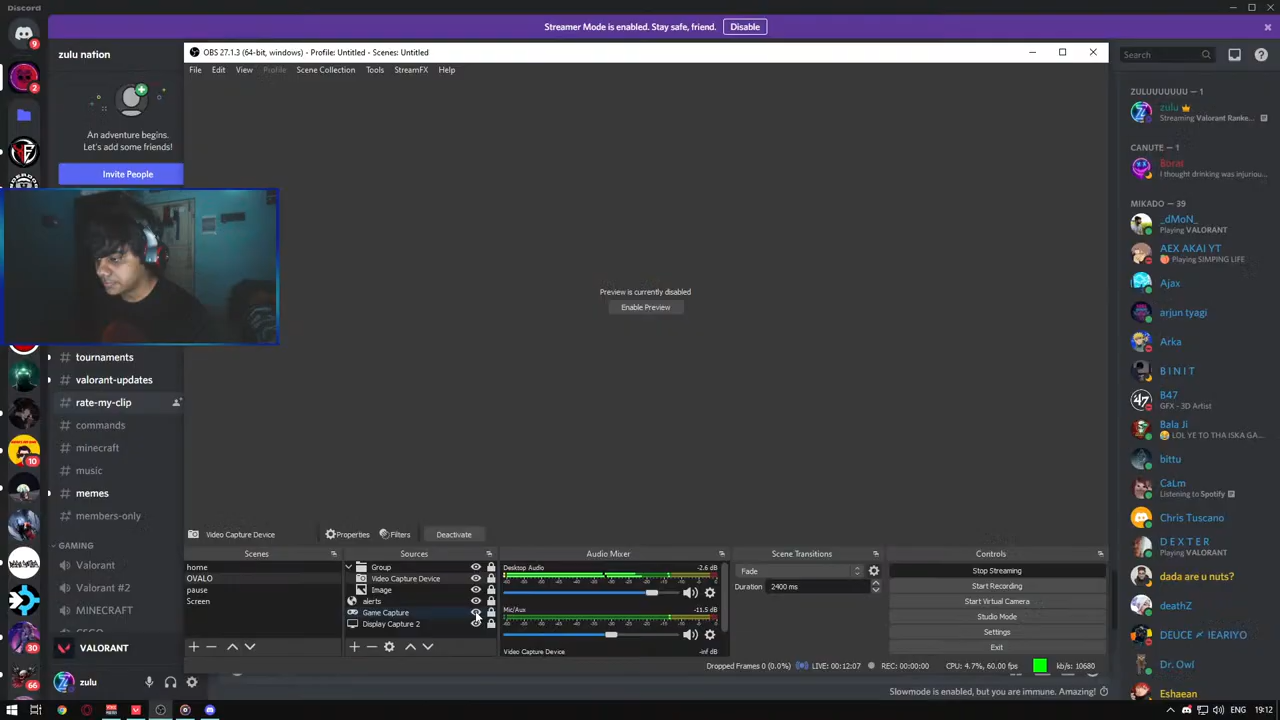 Discord
Streamer Mode is enabled. Stay safe, friend.
Disable
zulu nation
OBS 27.1.3 (64-bit, windows) - Profile: Untitled - Scenes: Untitled
Search
File
Edit
View
Profile
Scene Collection
Tools
StreamFX
Help
An adventure begins.
Let's add some friends!
Invite People
tournaments
valorant-updates
rate-my-clip
commands
minecraft
music
memes
members-only
GAMING
Valorant
Valorant #2
MINECRAFT
VALORANT
zulu
Preview is currently disabled
Enable Preview
Video Capture Device
Properties
Filters
Deactivate
Scenes
home
OVALO
pause
Screen
Sources
Group
Video Capture Device
Image
alerts
Game Capture
Display Capture 2
Audio Mixer
Desktop Audio
-2.6 dB
Mic/Aux
-11.5 dB
Video Capture Device
-inf dB
Scene Transitions
Fade
Duration
2400 ms
Controls
Stop Streaming
Start Recording
Start Virtual Camera
Studio Mode
Settings
Exit
Dropped Frames 0 (0.0%)
LIVE: 00:12:07
REC: 00:00:00
CPU: 4.7%, 60.00 fps
kb/s: 10680
Slowmode is enabled, but you are immune. Amazing!
ZULUUUUUUU — 1
zulu
Streaming Valorant Ranke...
CANUTE — 1
I thought drinking was injuriou...
MIKADO — 39
_dMoN_
Playing VALORANT
AEX AKAI YT
Playing SIMPING LIFE
Ajax
arjun tyagi
Arka
B I N I T
B47
GFX - 3D Artist
Bala Ji
LOL YE TO THA ISKA GA...
bittu
CaLm
Listening to Spotify
Chris Tuscano
D E X T E R
Playing VALORANT
dada are u nuts?
deathZ
DEUCE IEARIYO
Dr. Owl
Eshaean
ENG
19:12